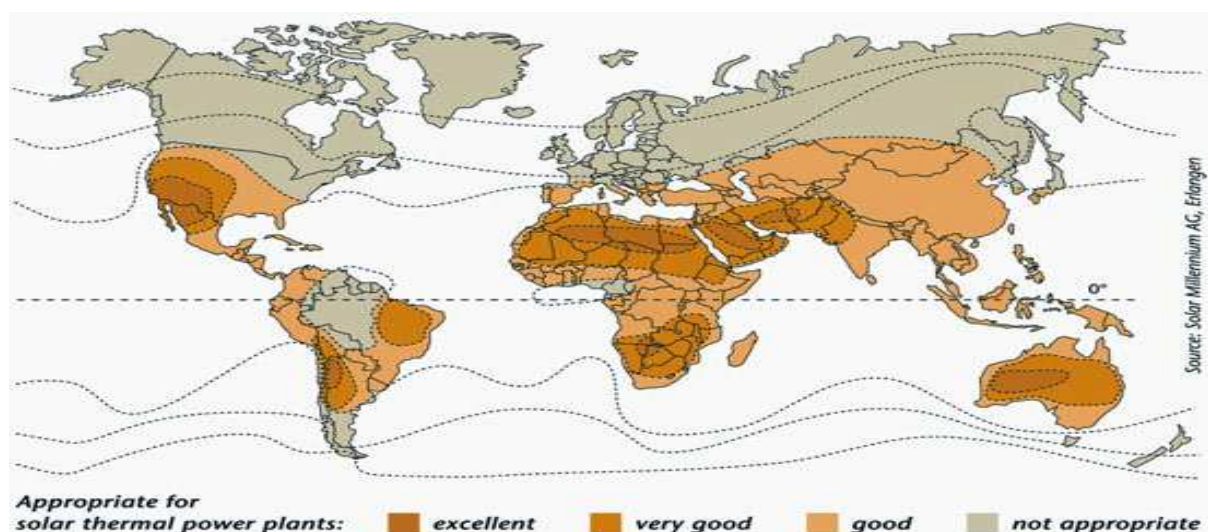 0°
Source: Solar Millennium AG, Erlangen
Appropriate for
solar thermal power plants: excellent very good good not appropriate